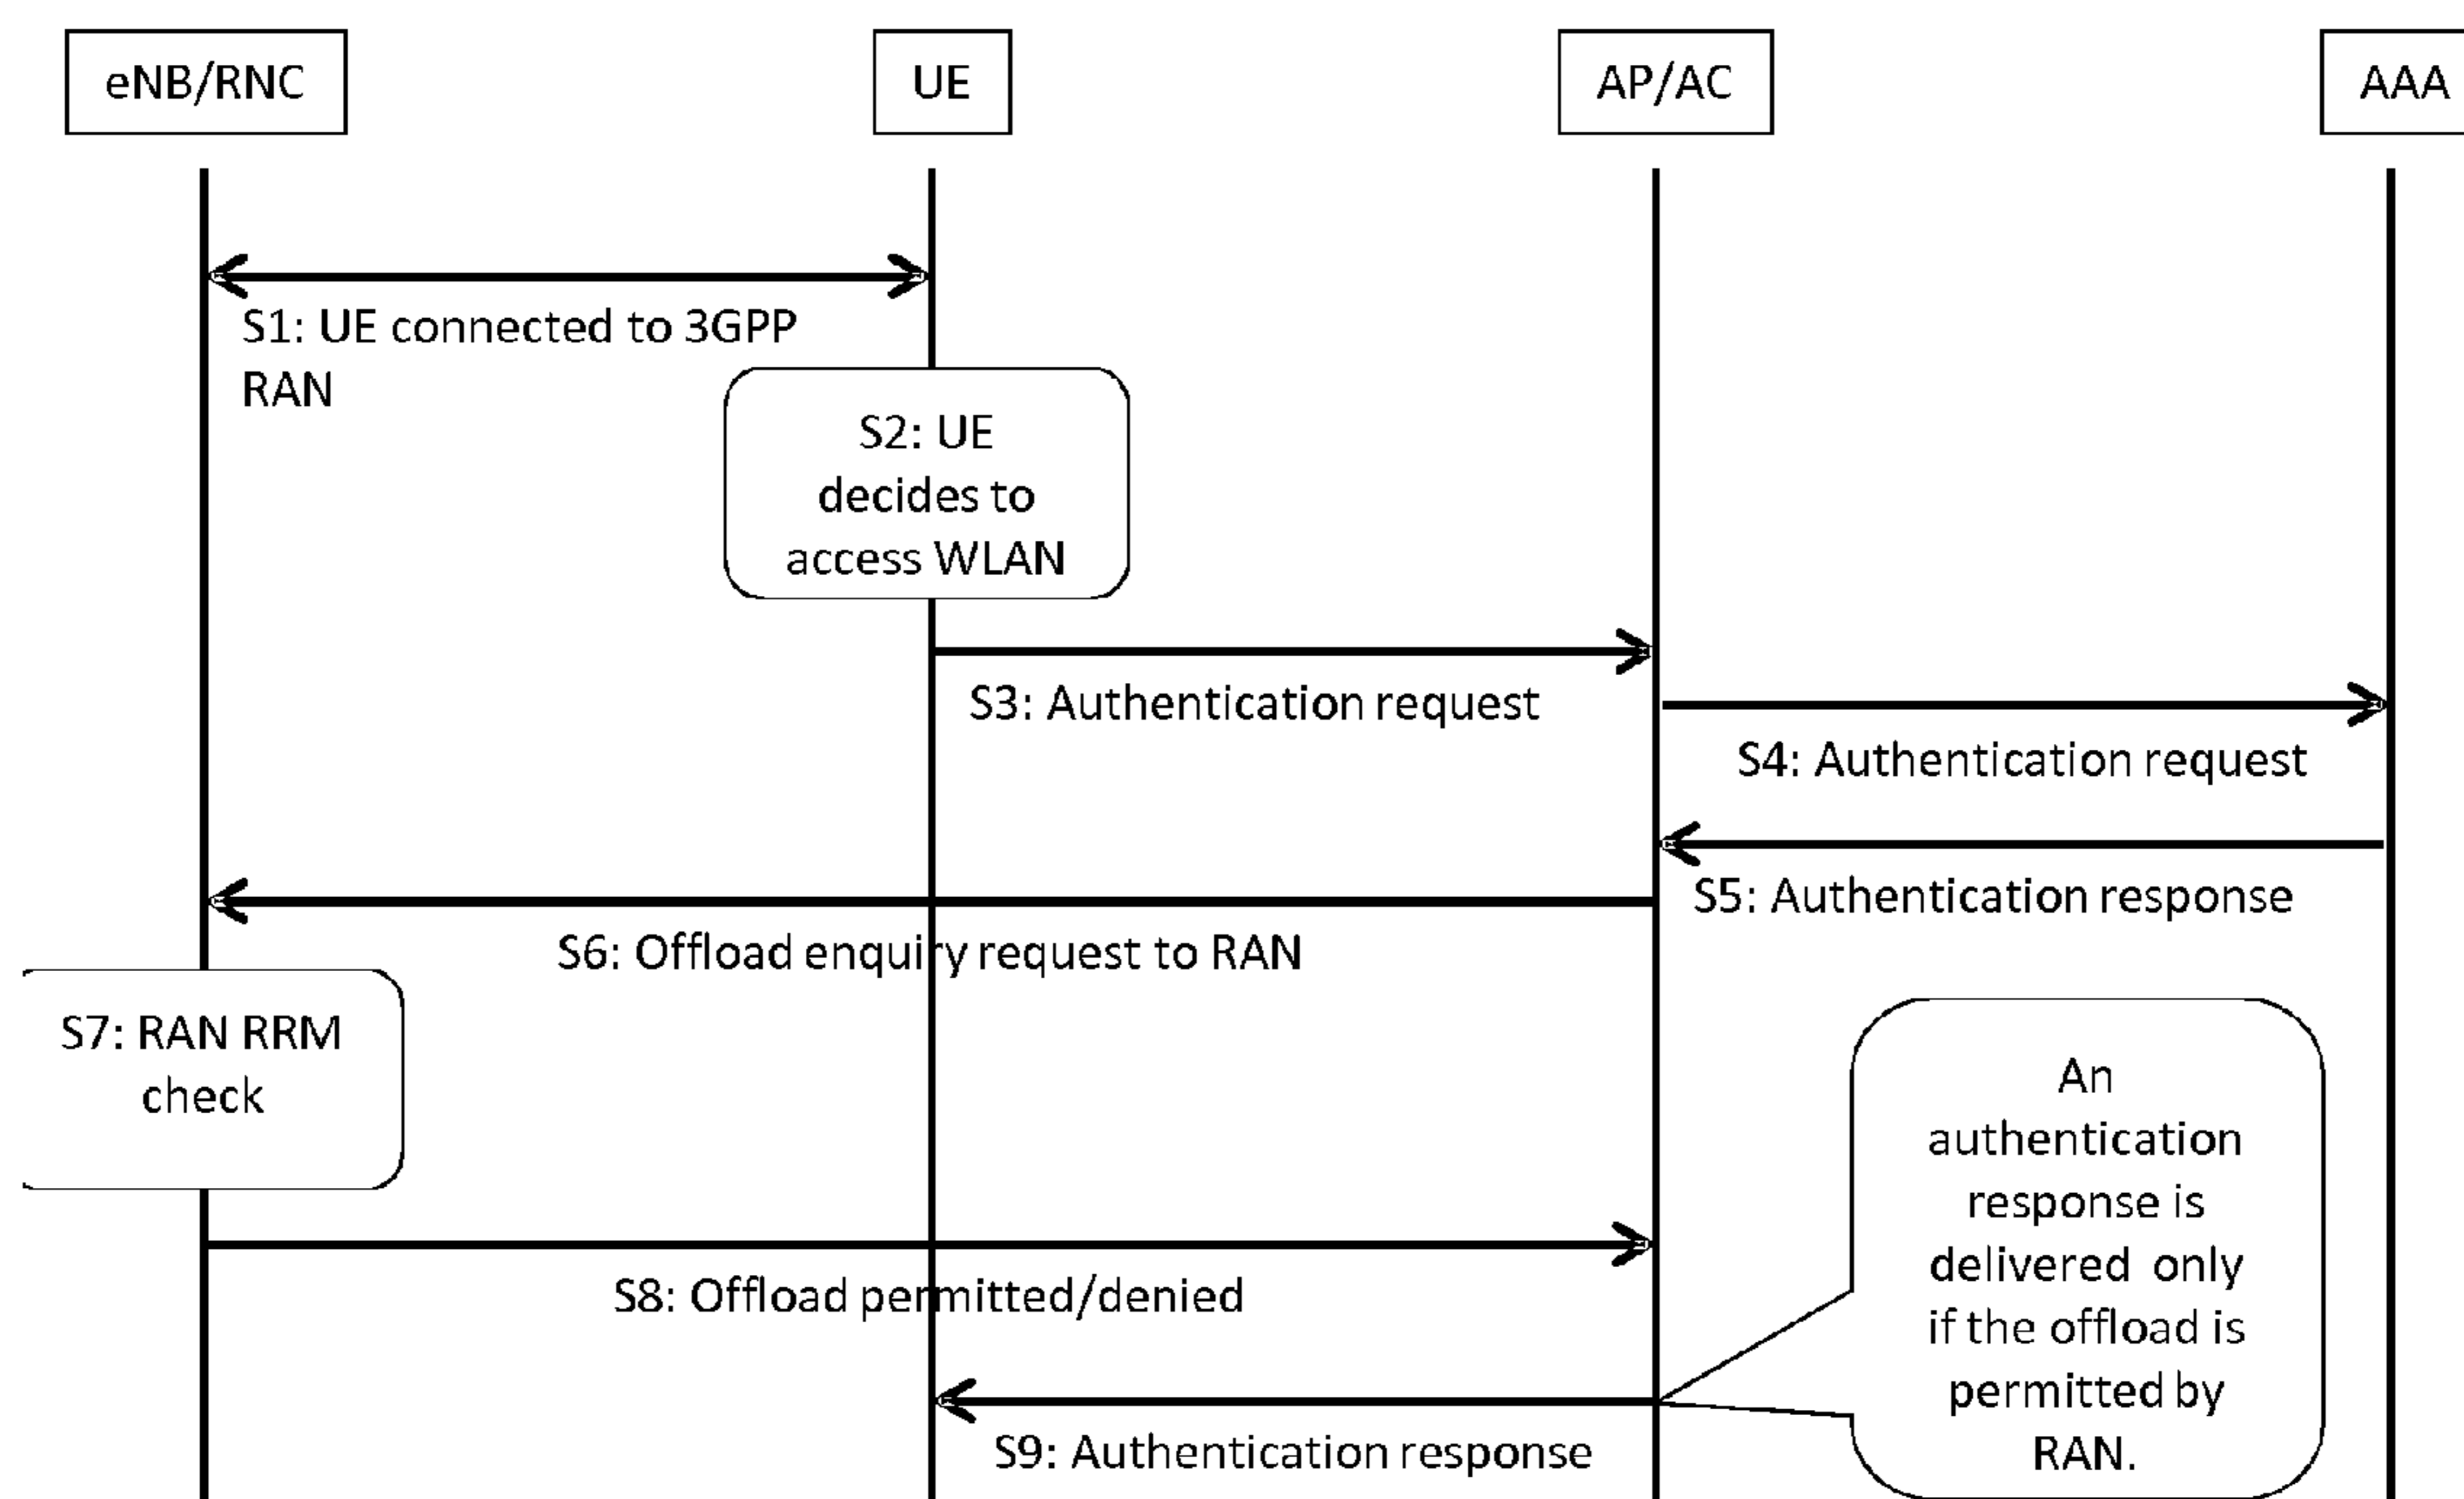 eNB/RNC
UE
AP/AC
AAA
S1: UE connected to 3GPP
RAN
S2: UE
decides to
access WLAN
S3: Authentication request
S4: Authentication request
S5: Authentication response
S6: Offload enquiry request to RAN
S7: RAN RRM
check
S8: Offload permitted/denied
An
authentication
response is
delivered only
if the offload is
permitted by
RAN.
S9: Authentication response